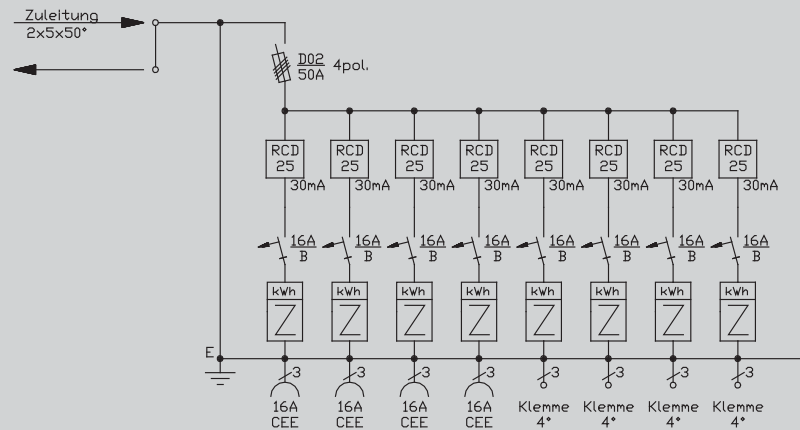 Zuleitung
2x5x50°
D02
50A
4pol.
RCD RCD RCD RCD RCD RCD RCD RCD
25 25 25 25 25 25 25 25
30mA 30mA 30mA 30mA 30mA 30mA 30mA 30mA
16A 16A 16A 16A 16A 16A 16A 16A
B B B B B B B B
kWh kWh kWh kWh kWh kWh kWh kWh
Z Z Z Z Z Z Z Z
E
3 3 3 3 3 3 3 3
16A 16A 16A 16A Klemme Klemme Klemme Klemme
CEE CEE CEE CEE 4° 4° 4° 4°